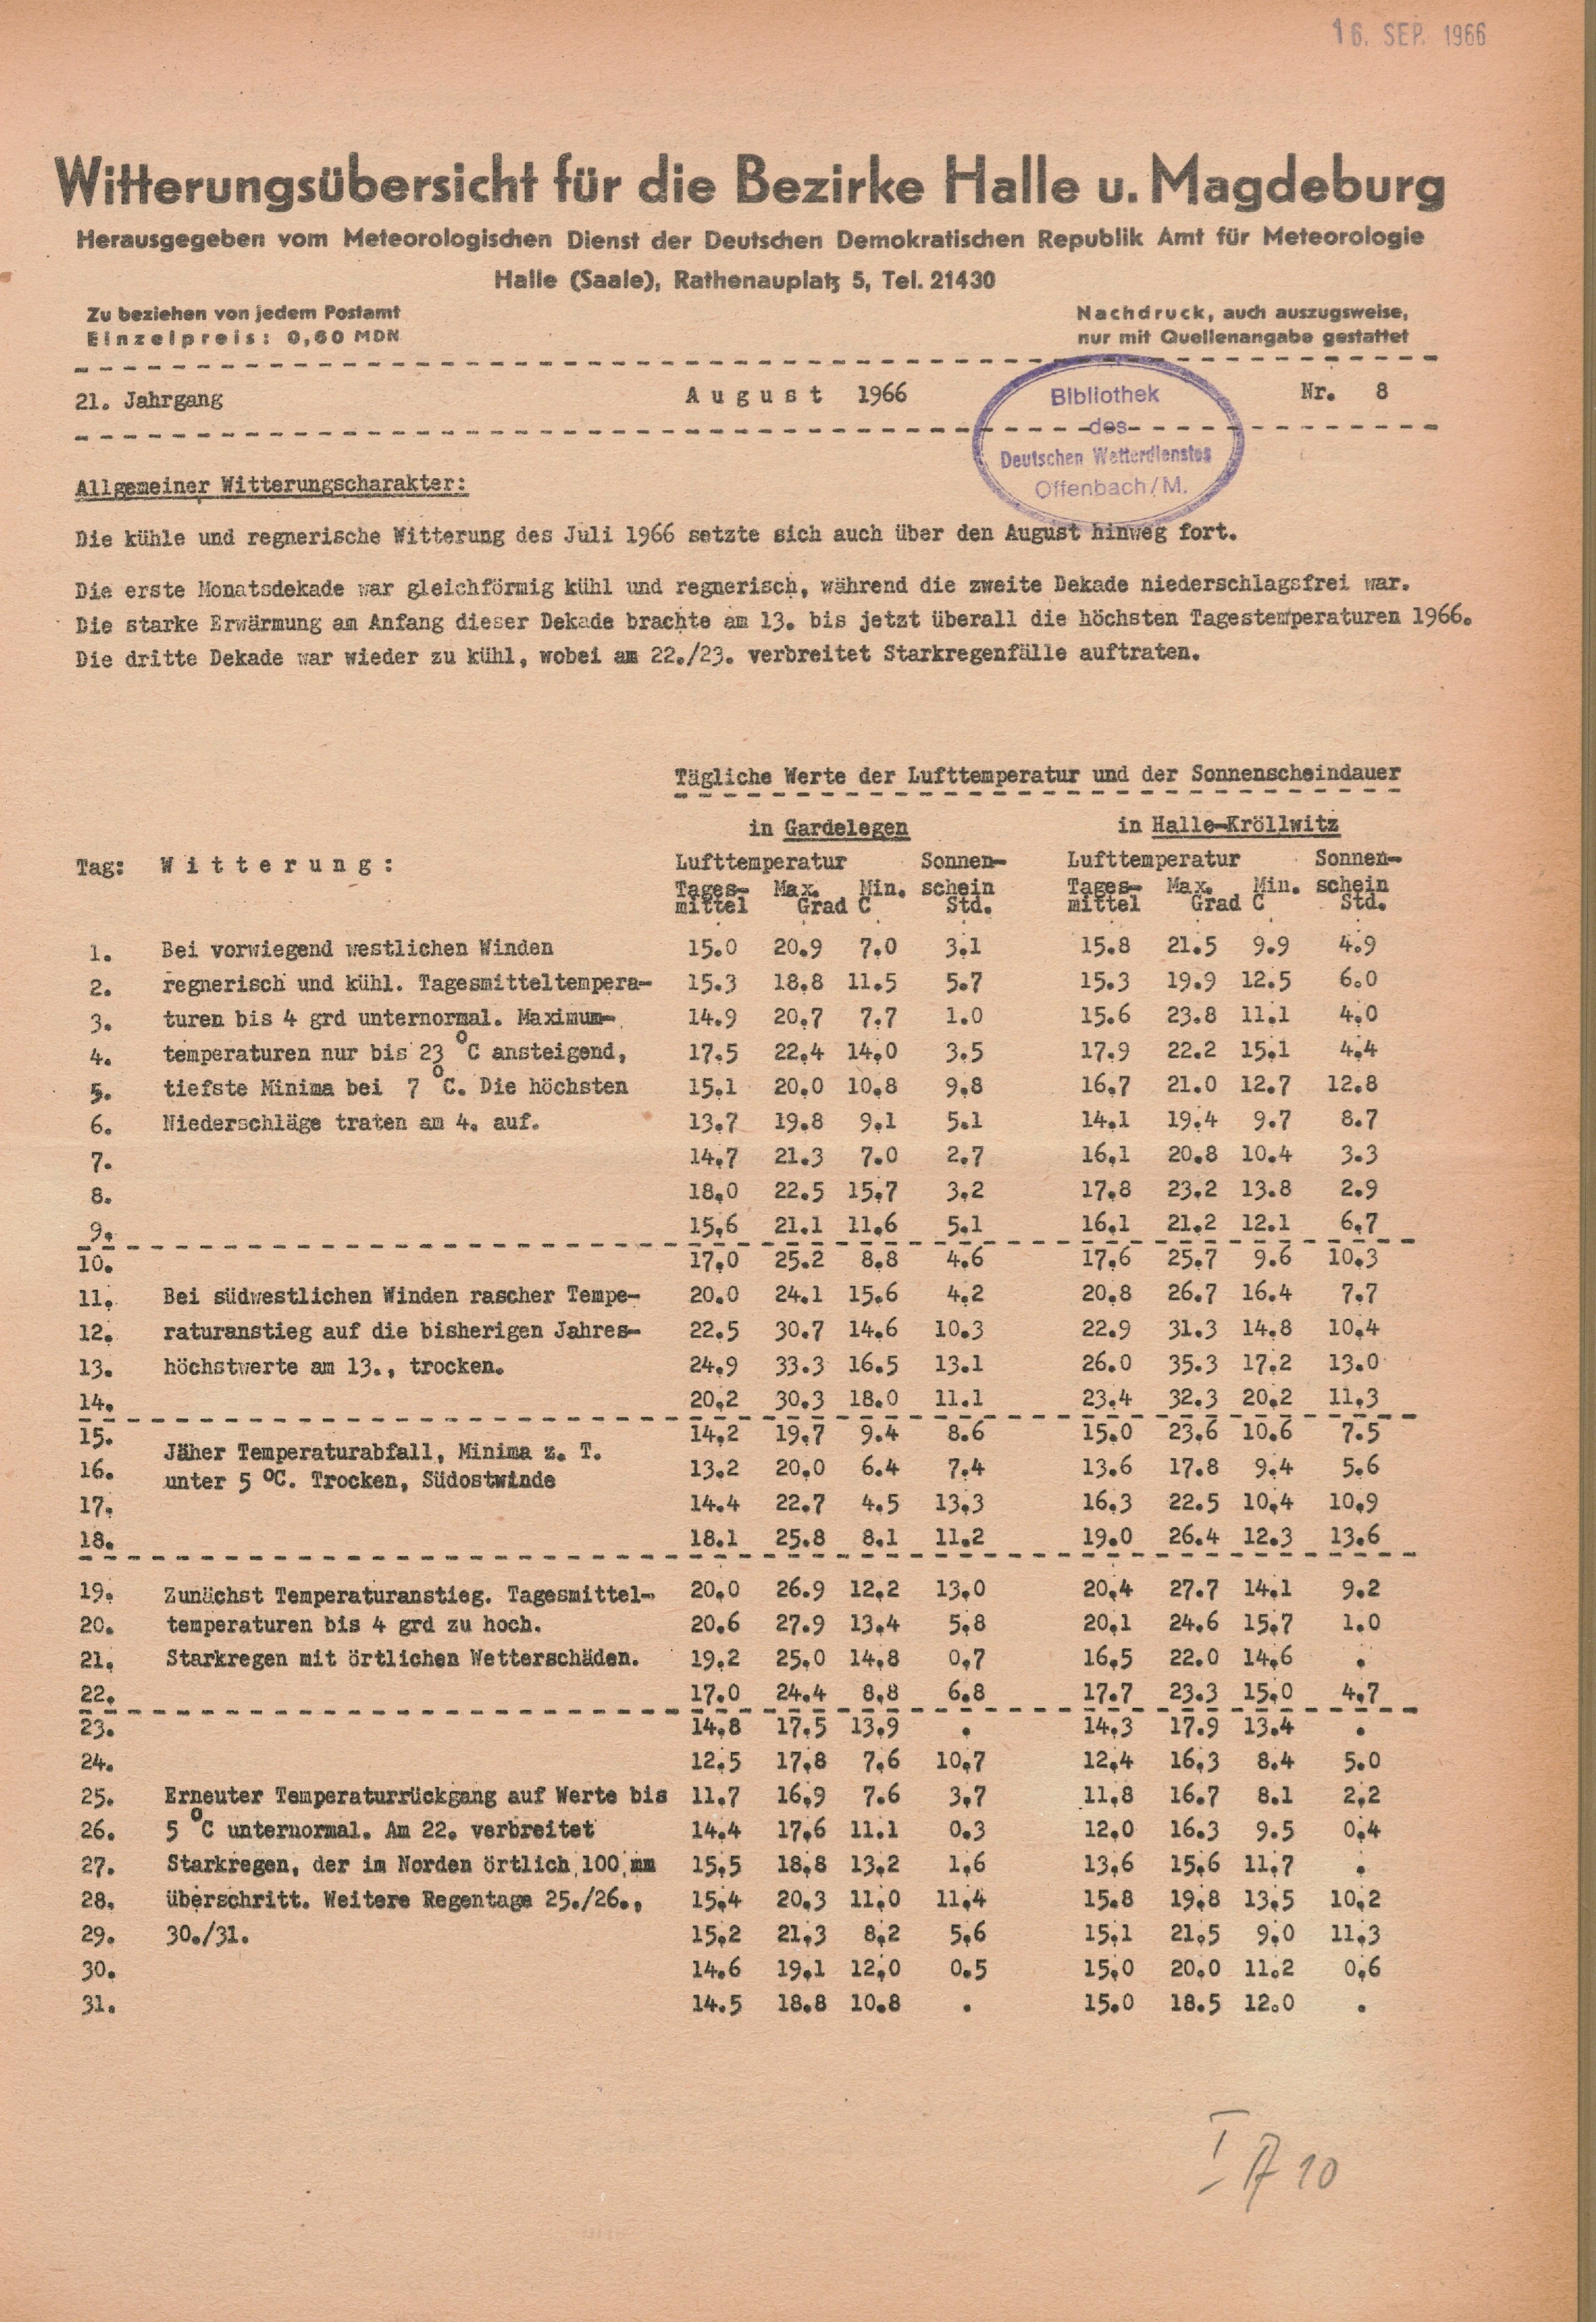 16. SEP. 1966
Witterungsübersicht für die Bezirke Halle u. Magdeburg
Herausgegeben vom Meteorologischen Dienst der Deutschen Demokratischen Republik Amt für Meteorologie
Halle (Saale), Rathenauplatz 5, Tel. 21430
Zu beziehen von jedem Postamt
Einzelpreis: 0,60 MDN
Nachdruck, auch auszugsweise,
nur mit Quellenangabe gestattet
21. Jahrgang August 1966 Nr. 8
Bibliothek
des
Deutschen Wetterdienstes
Offenbach/M.
Allgemeiner Witterungscharakter:
Die kühle und regnerische Witterung des Juli 1966 setzte sich auch über den August hinweg fort.
Die erste Monatsdekade war gleichförmig kühl und regnerisch, während die zweite Dekade niederschlagsfrei war.
Die starke Erwärmung am Anfang dieser Dekade brachte am 13. bis jetzt überall die höchsten Tagestemperaturen 1966.
Die dritte Dekade war wieder zu kühl, wobei am 22./23. verbreitet Starkregenfälle auftraten.
Tägliche Werte der Lufttemperatur und der Sonnenscheindauer
in Gardelegen in Halle-Kröllwitz
Tag: Witterung: Lufttemperatur Sonnen- Lufttemperatur Sonnen-
Tages- Max. Min. schein Tages- Max. Min. schein
mittel Grad C Std. mittel Grad C Std.
1. Bei vorwiegend westlichen Winden 15.0 20.9 7.0 3.1 15.8 21.5 9.9 4.9
2. regnerisch und kühl. Tagesmitteltempera- 15.3 18.8 11.5 5.7 15.3 19.9 12.5 6.0
3. turen bis 4 grd unternormal. Maximum- 14.9 20.7 7.7 1.0 15.6 23.8 11.1 4.0
4. temperaturen nur bis 23 °C ansteigend, 17.5 22.4 14.0 3.5 17.9 22.2 15.1 4.4
5. tiefste Minima bei 7 °C. Die höchsten 15.1 20.0 10.8 9.8 16.7 21.0 12.7 12.8
6. Niederschläge traten am 4. auf. 13.7 19.8 9.1 5.1 14.1 19.4 9.7 8.7
7. 14.7 21.3 7.0 2.7 16.1 20.8 10.4 3.3
8. 18.0 22.5 15.7 3.2 17.8 23.2 13.8 2.9
9. 15.6 21.1 11.6 5.1 16.1 21.2 12.1 6.7
10. 17.0 25.2 8.8 4.6 17.6 25.7 9.6 10.3
11. Bei südwestlichen Winden rascher Tempe- 20.0 24.1 15.6 4.2 20.8 26.7 16.4 7.7
12. raturanstieg auf die bisherigen Jahres- 22.5 30.7 14.6 10.3 22.9 31.3 14.8 10.4
13. höchstwerte am 13., trocken. 24.9 33.3 16.5 13.1 26.0 35.3 17.2 13.0
14. 20.2 30.3 18.0 11.1 23.4 32.3 20.2 11.3
15. 14.2 19.7 9.4 8.6 15.0 23.6 10.6 7.5
Jäher Temperaturabfall, Minima z. T.
16. 13.2 20.0 6.4 7.4 13.6 17.8 9.4 5.6
unter 5 °C. Trocken, Südostwinde
17. 14.4 22.7 4.5 13.3 16.3 22.5 10.4 10.9
18. 18.1 25.8 8.1 11.2 19.0 26.4 12.3 13.6
19. Zunächst Temperaturanstieg. Tagesmittel- 20.0 26.9 12.2 13.0 20.4 27.7 14.1 9.2
20. temperaturen bis 4 grd zu hoch. 20.6 27.9 13.4 5.8 20.1 24.6 15.7 1.0
21. Starkregen mit örtlichen Wetterschäden. 19.2 25.0 14.8 0.7 16.5 22.0 14.6 .
22. 17.0 24.4 8.8 6.8 17.7 23.3 15.0 4.7
23. 14.8 17.5 13.9 . 14.3 17.9 13.4 .
24. 12.5 17.8 7.6 10.7 12.4 16.3 8.4 5.0
25. Erneuter Temperaturrückgang auf Werte bis 11.7 16.9 7.6 3.7 11.8 16.7 8.1 2.2
26. 5 °C unternormal. Am 22. verbreitet 14.4 17.6 11.1 0.3 12.0 16.3 9.5 0.4
27. Starkregen, der im Norden örtlich 100 mm 15.5 18.8 13.2 1.6 13.6 15.6 11.7 .
28. überschritt. Weitere Regentage 25./26., 15.4 20.3 11.0 11.4 15.8 19.8 13.5 10.2
29. 30./31. 15.2 21.3 8.2 5.6 15.1 21.5 9.0 11.3
30. 14.6 19.1 12.0 0.5 15.0 20.0 11.2 0.6
31. 14.5 18.8 10.8 . 15.0 18.5 12.0 .
I A 10